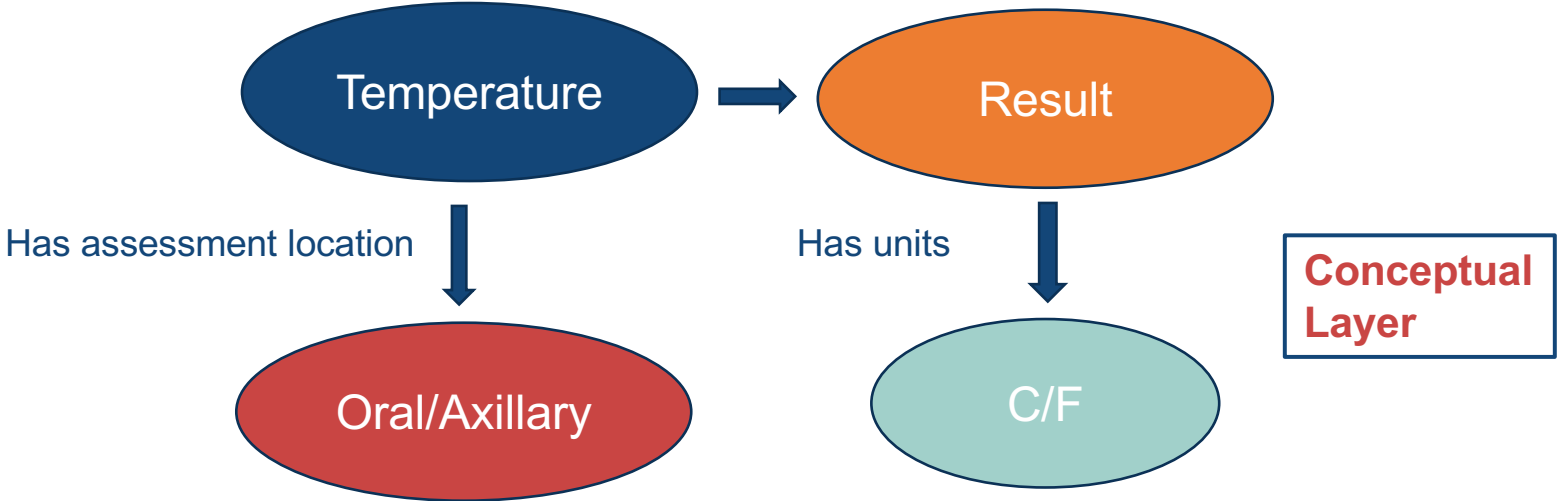 Temperature
Result
Has assessment location
Has units
Conceptual
Layer
Oral/Axillary
C/F